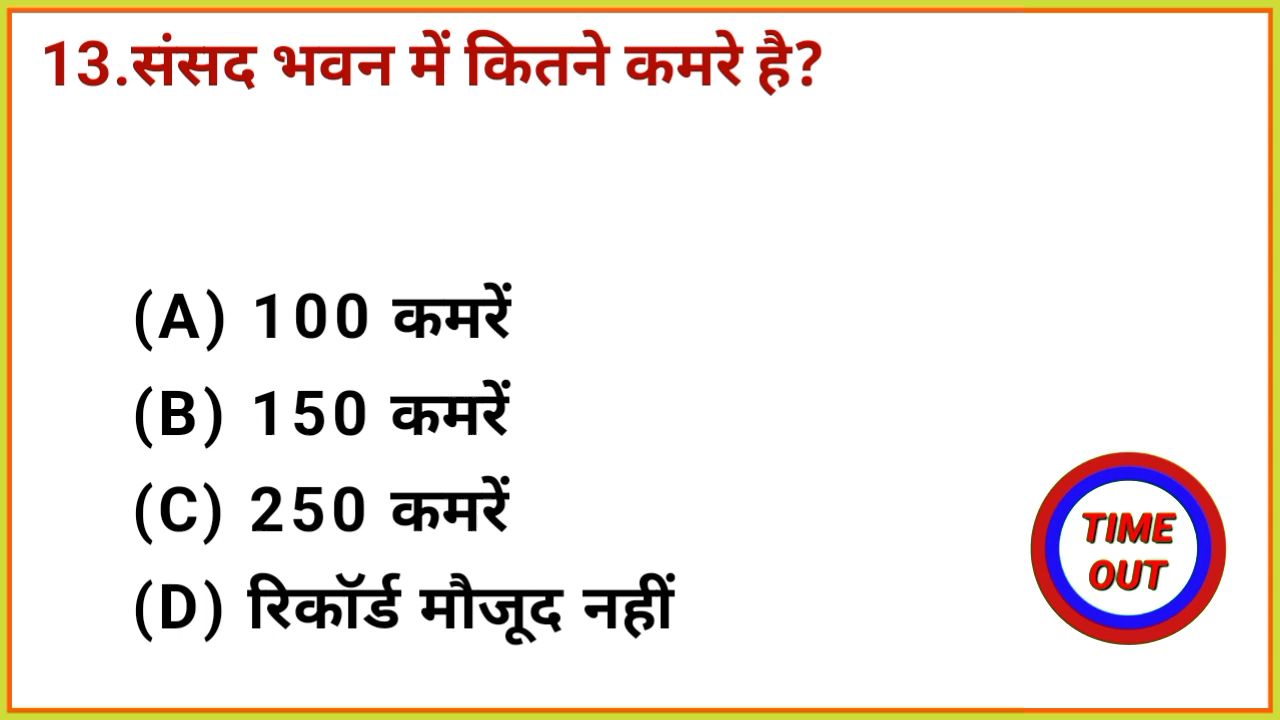 13.संसद भवन में कितने कमरे है?
(A) 100 कमरें
(B) 150 कमरें
(C) 250 कमरें
(D) रिकॉर्ड मौजूद नहीं
TIME
OUT